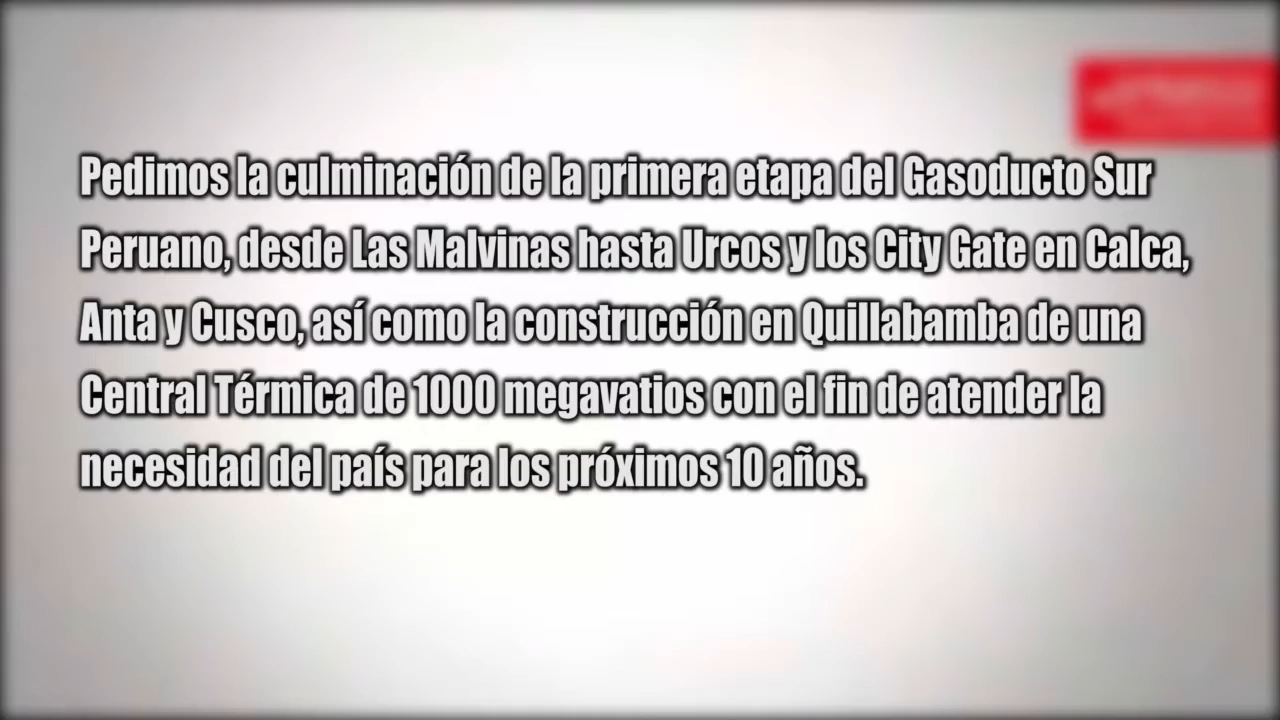 Pedimos la culminación de la primera etapa del Gasoducto Sur
Peruano, desde Las Malvinas hasta Urcos y los City Gate en Calca,
Anta y Cusco, así como la construcción en Quillabamba de una
Central Térmica de 1000 megavatios con el fin de atender la
necesidad del país para los próximos 10 años.